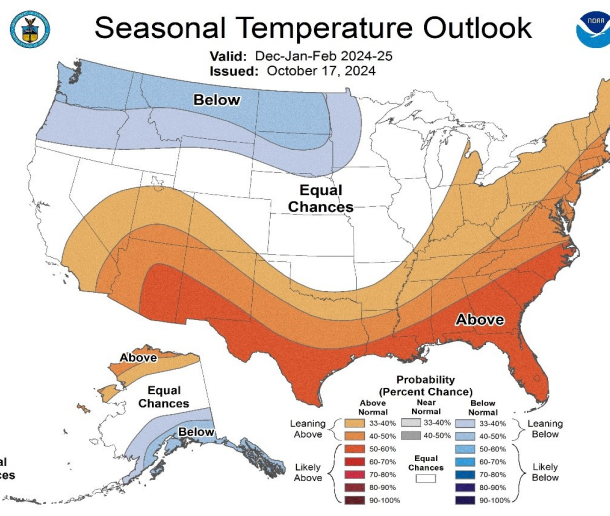 Seasonal Temperature Outlook
NOAA
Valid: Dec-Jan-Feb 2024-25
Issued: October 17, 2024
Below
Equal
Chances
Above
Above
Equal
Chances
Below
al
ces
Probability
(Percent Chance)
Above Normal
Near Normal
Below Normal
Leaning Above
33-40%
33-40%
33-40%
Leaning Below
40-50%
40-50%
40-50%
Likely Above
50-60%
50-60%
Likely Below
60-70%
Equal Chances
60-70%
70-80%
70-80%
80-90%
80-90%
90-100%
90-100%